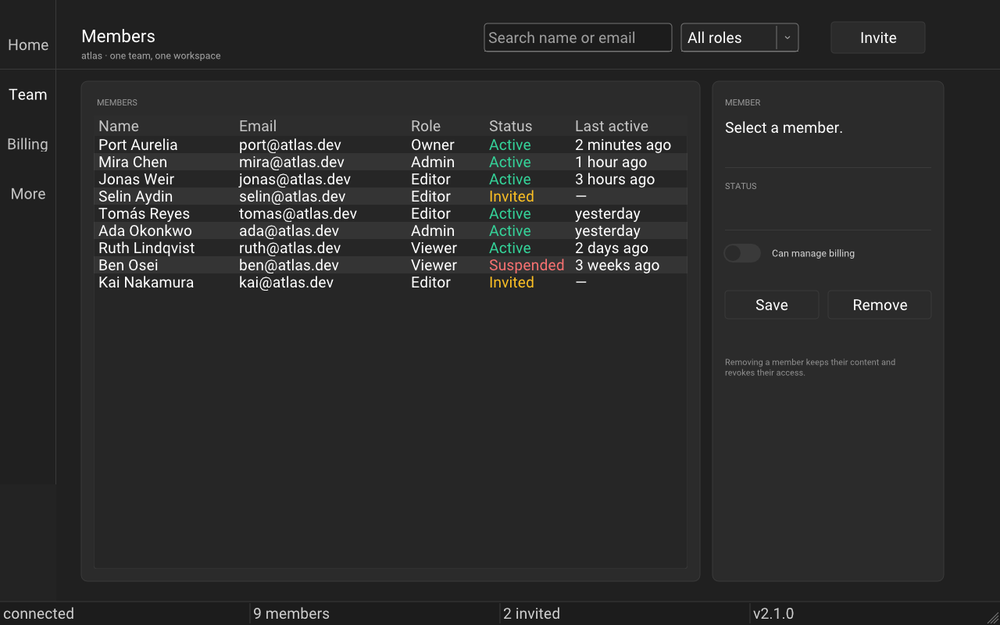 Home
Team
Billing
More
Members
atlas · one team, one workspace
Search name or email
All roles
Invite
MEMBERS
Name Email Role Status Last active
Port Aurelia port@atlas.dev Owner Active 2 minutes ago
Mira Chen mira@atlas.dev Admin Active 1 hour ago
Jonas Weir jonas@atlas.dev Editor Active 3 hours ago
Selin Aydin selin@atlas.dev Editor Invited —
Tomás Reyes tomas@atlas.dev Editor Active yesterday
Ada Okonkwo ada@atlas.dev Admin Active yesterday
Ruth Lindqvist ruth@atlas.dev Viewer Active 2 days ago
Ben Osei ben@atlas.dev Viewer Suspended 3 weeks ago
Kai Nakamura kai@atlas.dev Editor Invited —
MEMBER
Select a member.
STATUS
Can manage billing
Save
Remove
Removing a member keeps their content and
revokes their access.
connected
9 members
2 invited
v2.1.0